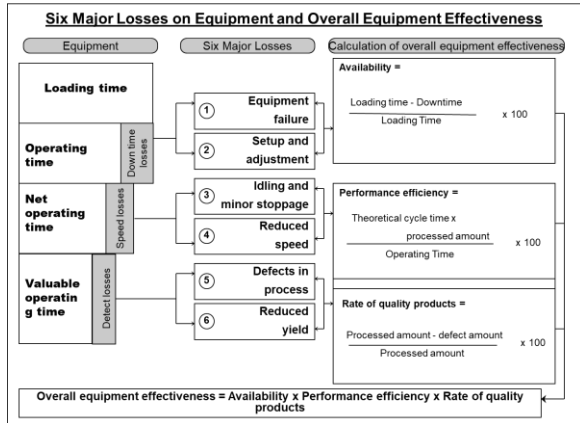 Six Major Losses on Equipment and Overall Equipment Effectiveness
Equipment
Six Major Losses
Calculation of overall equipment effectiveness
Loading time
Operating
time
Down time
losses
Net
operating
time
Speed losses
Valuable
operatin
g time
Detect losses
1
Equipment
failure
2
Setup and
adjustment
3
Idling and
minor stoppage
4
Reduced
speed
5
Defects in
process
6
Reduced
yield
Availability =
Loading time - Downtime
Loading Time
x 100
Performance efficiency =
Theoretical cycle time x
processed amount
Operating Time
x 100
Rate of quality products =
Processed amount - defect amount
Processed amount
x 100
Overall equipment effectiveness = Availability x Performance efficiency x Rate of quality
products